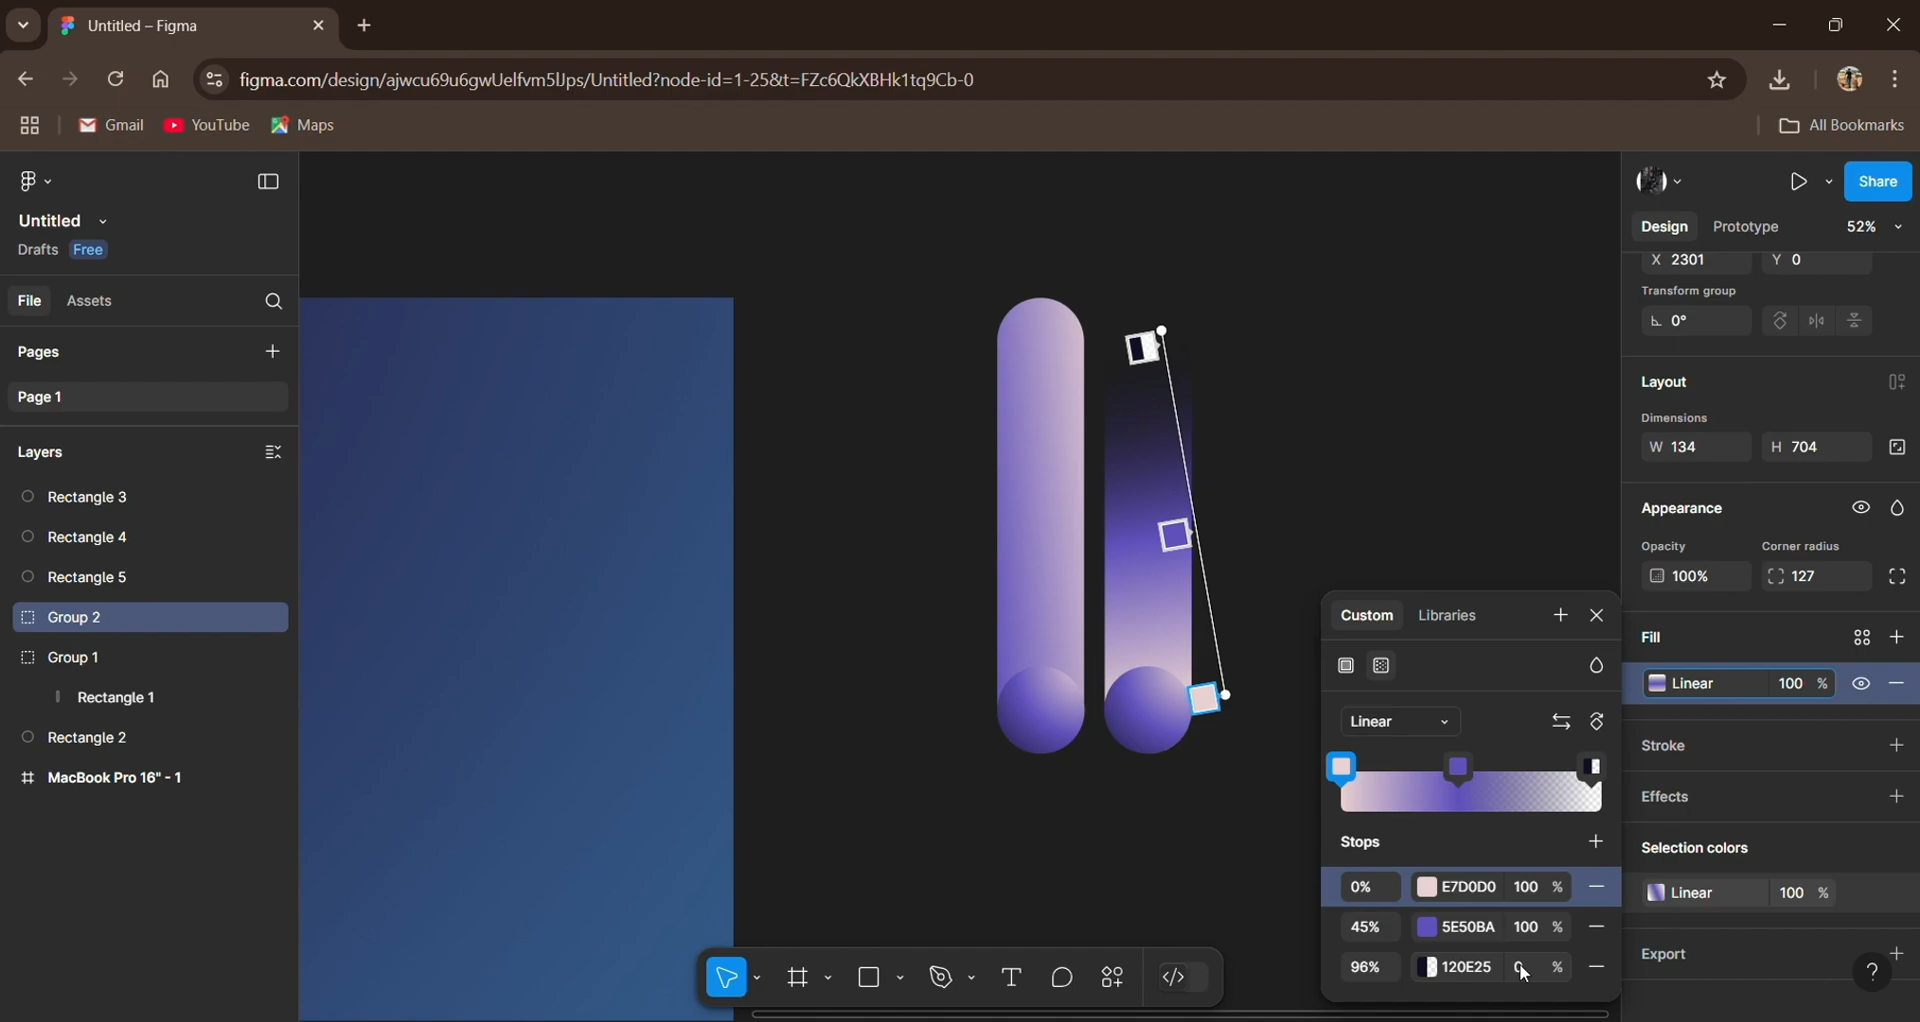 Untitled – Figma
figma.com/design/ajwcu69u6gwUelfvm5lJps/Untitled?node-id=1-25&t=FZc6QkXBHk1tq9Cb-0
Gmail YouTube Maps All Bookmarks
Untitled
Drafts Free
File Assets
Pages
Page 1
Layers
Rectangle 3
Rectangle 4
Rectangle 5
Group 2
Group 1
Rectangle 1
Rectangle 2
MacBook Pro 16" - 1
Share
Design Prototype 52%
X 2301 Y 0
Transform group
0°
Layout
Dimensions
W 134 H 704
Appearance
Opacity Corner radius
100% 127
Fill
Linear 100 %
Stroke
Effects
Selection colors
Linear 100 %
Export
?
Custom Libraries
Linear
Stops
0% E7D0D0 100 %
45% 5E50BA 100 %
96% 120E25 0 %